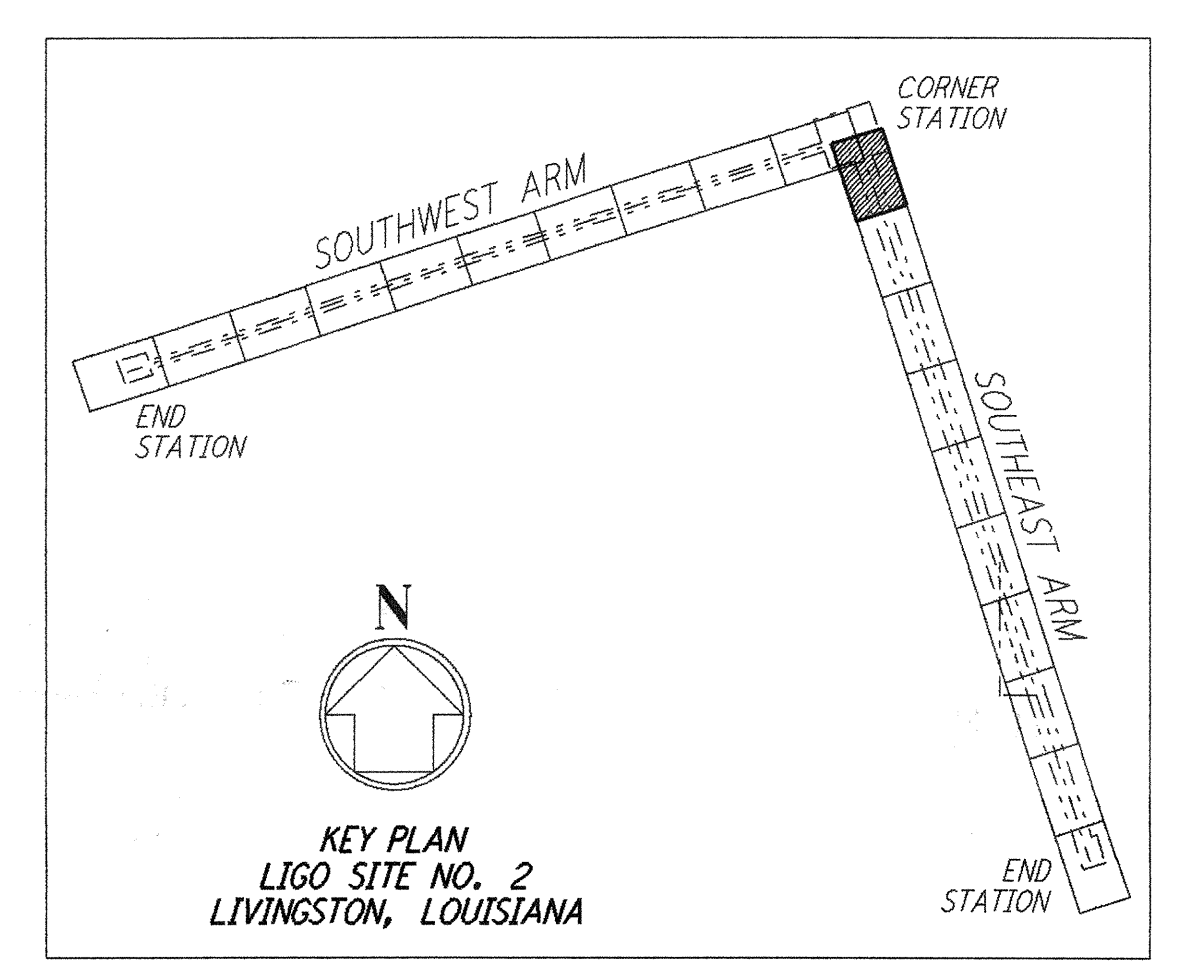 CORNER
STATION
SOUTHWEST ARM
END
STATION
SOUTHEAST ARM
N
KEY PLAN
LIGO SITE NO. 2
LIVINGSTON, LOUISIANA
END
STATION